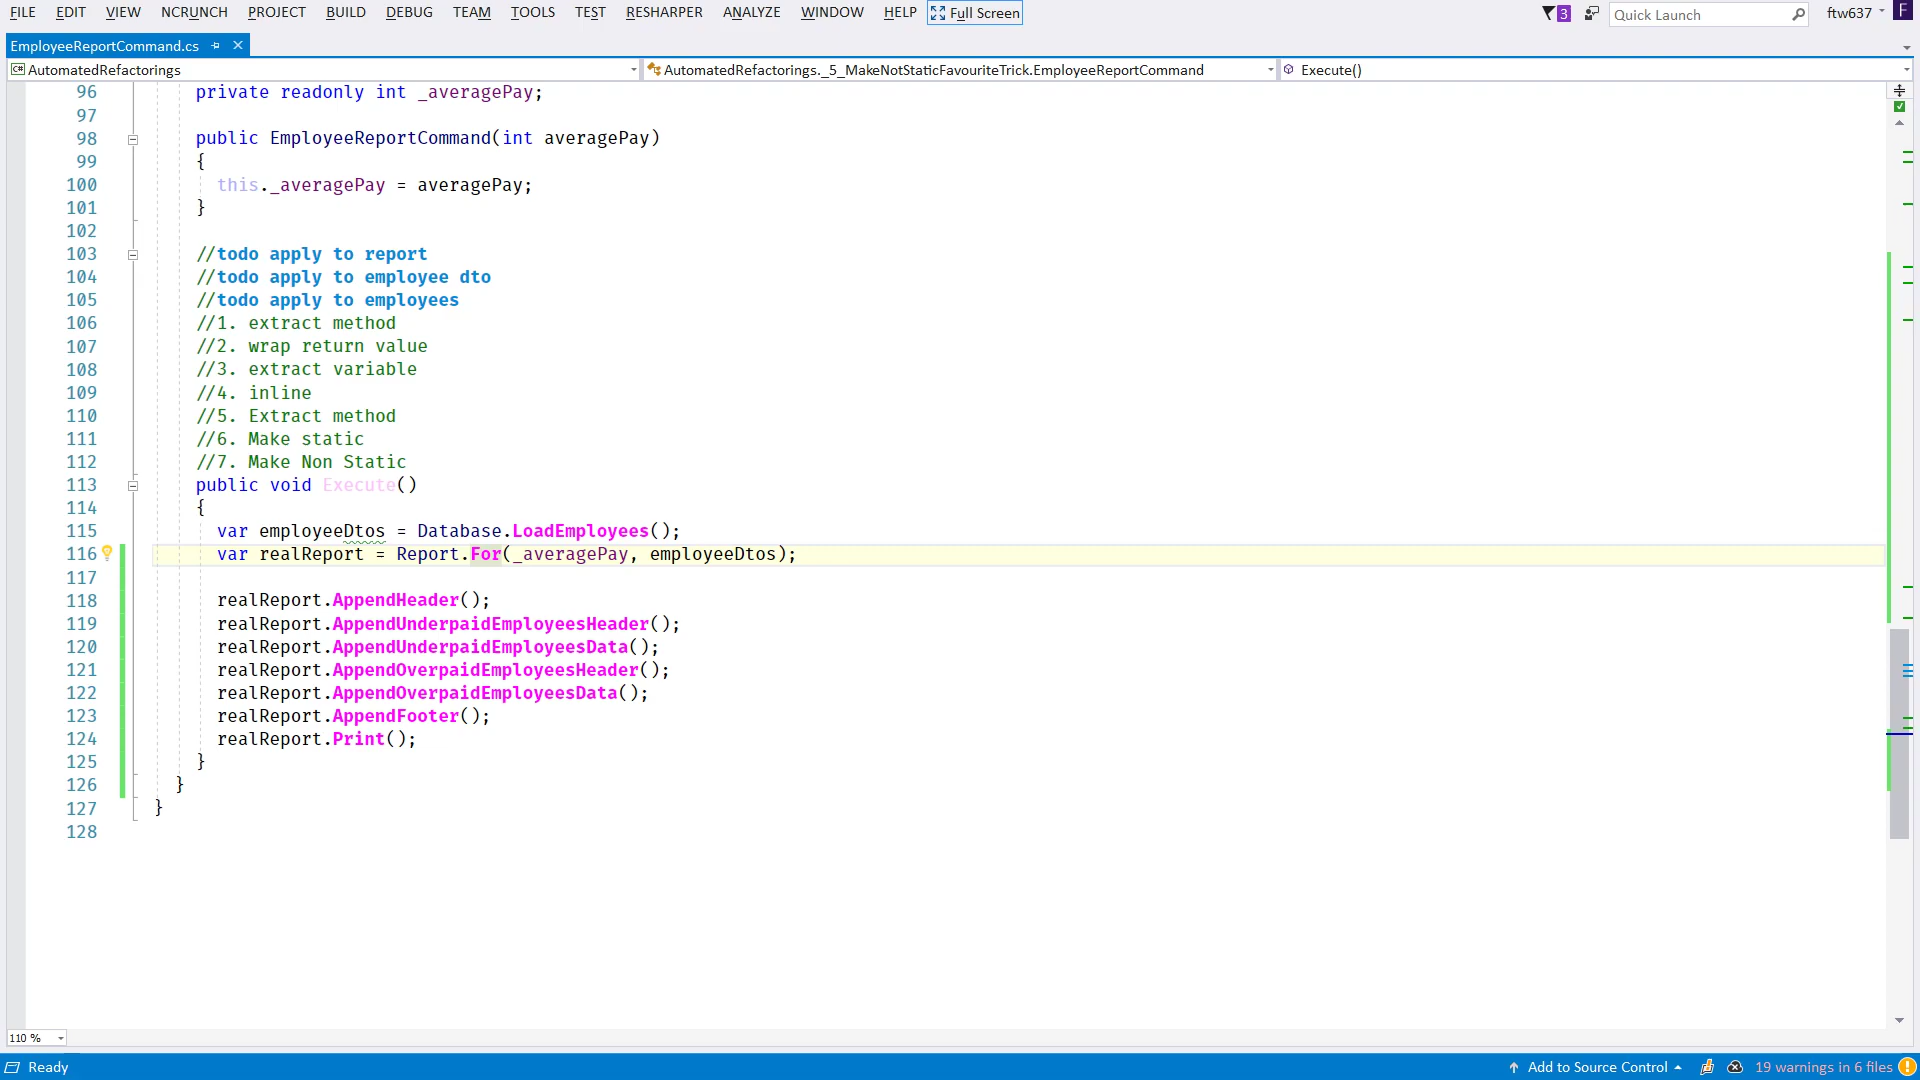 FILE EDIT VIEW NCRUNCH PROJECT BUILD DEBUG TEAM TOOLS TEST RESHARPER ANALYZE WINDOW HELP Full Screen 3 Quick Launch ftw637 F
EmployeeReportCommand.cs
C# AutomatedRefactorings AutomatedRefactorings._5_MakeNotStaticFavouriteTrick.EmployeeReportCommand Execute()
96 private readonly int _averagePay;
97
98 public EmployeeReportCommand(int averagePay)
99 {
100 this._averagePay = averagePay;
101 }
102
103 //todo apply to report
104 //todo apply to employee dto
105 //todo apply to employees
106 //1. extract method
107 //2. wrap return value
108 //3. extract variable
109 //4. inline
110 //5. Extract method
111 //6. Make static
112 //7. Make Non Static
113 public void Execute()
114 {
115 var employeeDtos = Database.LoadEmployees();
116 var realReport = Report.For(_averagePay, employeeDtos);
117
118 realReport.AppendHeader();
119 realReport.AppendUnderpaidEmployeesHeader();
120 realReport.AppendUnderpaidEmployeesData();
121 realReport.AppendOverpaidEmployeesHeader();
122 realReport.AppendOverpaidEmployeesData();
123 realReport.AppendFooter();
124 realReport.Print();
125 }
126 }
127 }
128
110 %
Ready Add to Source Control 19 warnings in 6 files